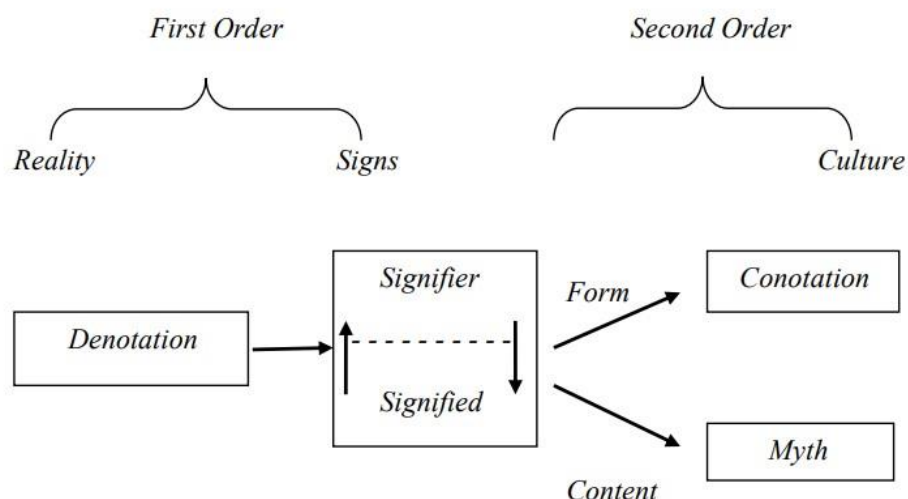 First Order
Second Order
Reality
Signs
Culture
Signifier
Form
Conotation
Denotation
Signified
Myth
Content